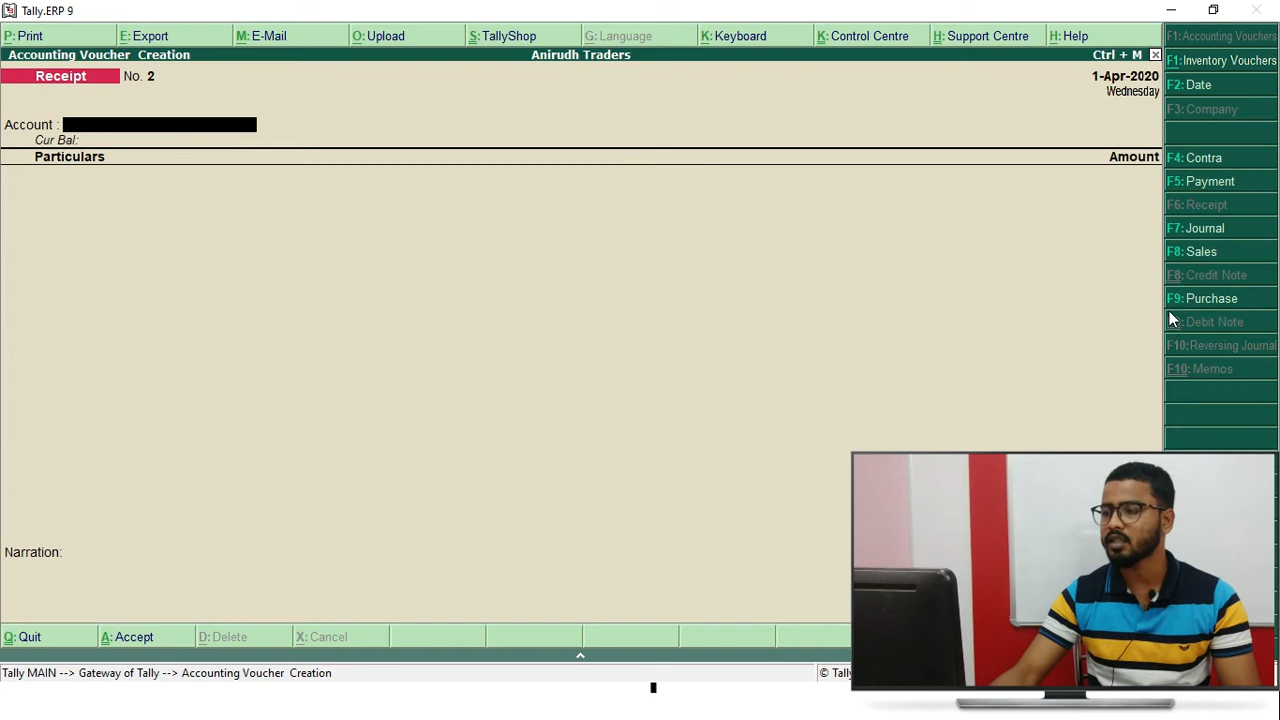 Tally.ERP 9
P: Print
E: Export
M: E-Mail
O: Upload
S: TallyShop
G: Language
K: Keyboard
K: Control Centre
H: Support Centre
H: Help
F1: Accounting Vouchers
Accounting Voucher Creation
Anirudh Traders
Ctrl + M
F1: Inventory Vouchers
Receipt
No. 2
1-Apr-2020
Wednesday
F2: Date
F3: Company
Account :
Cur Bal:
Particulars
Amount
F4: Contra
F5: Payment
F6: Receipt
F7: Journal
F8: Sales
F8: Credit Note
F9: Purchase
Debit Note
F10: Reversing Journal
F10: Memos
Narration:
Q: Quit
A: Accept
D: Delete
X: Cancel
Tally MAIN --> Gateway of Tally --> Accounting Voucher Creation
© Tally